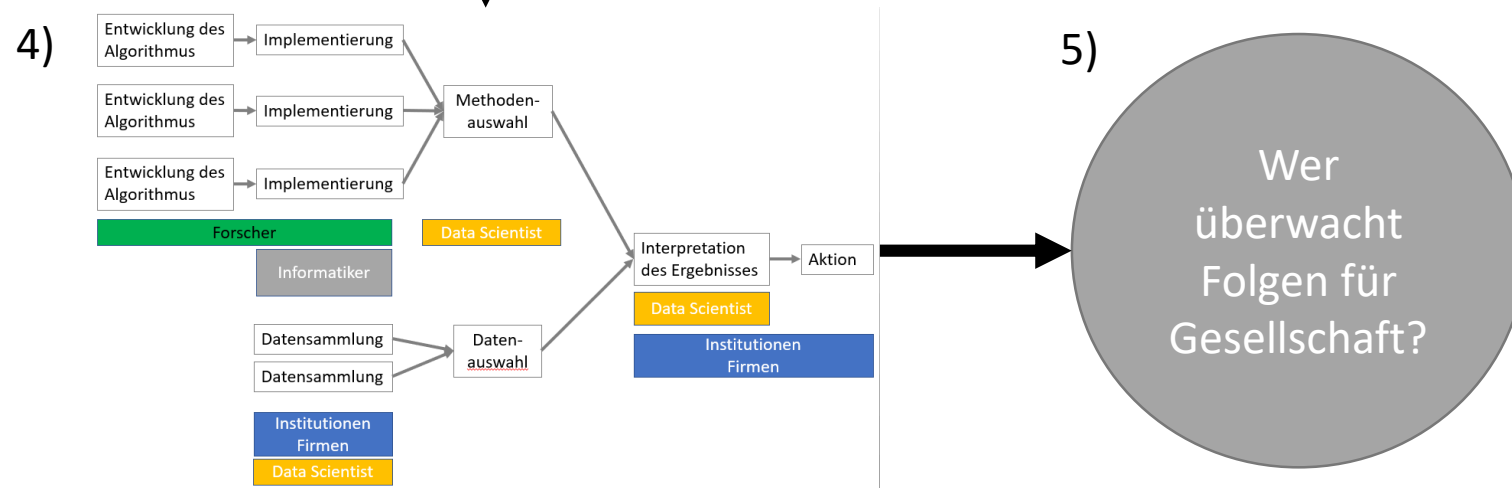 4)
Entwicklung des
Algorithmus
Implementierung
Entwicklung des
Algorithmus
Implementierung
Entwicklung des
Algorithmus
Implementierung
Methoden-
auswahl
Forscher
Data Scientist
Informatiker
Datensammlung
Datensammlung
Daten-
auswahl
Institutionen
Firmen
Data Scientist
Interpretation
des Ergebnisses
Aktion
Data Scientist
Institutionen
Firmen
5)
Wer
überwacht
Folgen für
Gesellschaft?